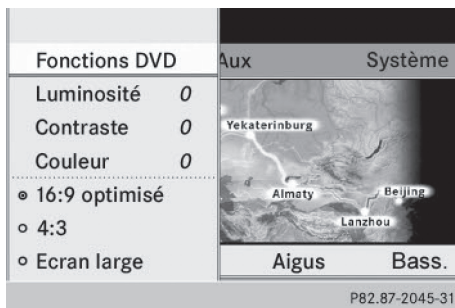 Fonctions DVD
Aux
Système
Luminosité 0
Contraste 0
Couleur 0
16:9 optimisé
4:3
Ecran large
Yekaterinburg
Almaty
Beijing
Lanzhou
Aigus
Bass.
P82.87-2045-31